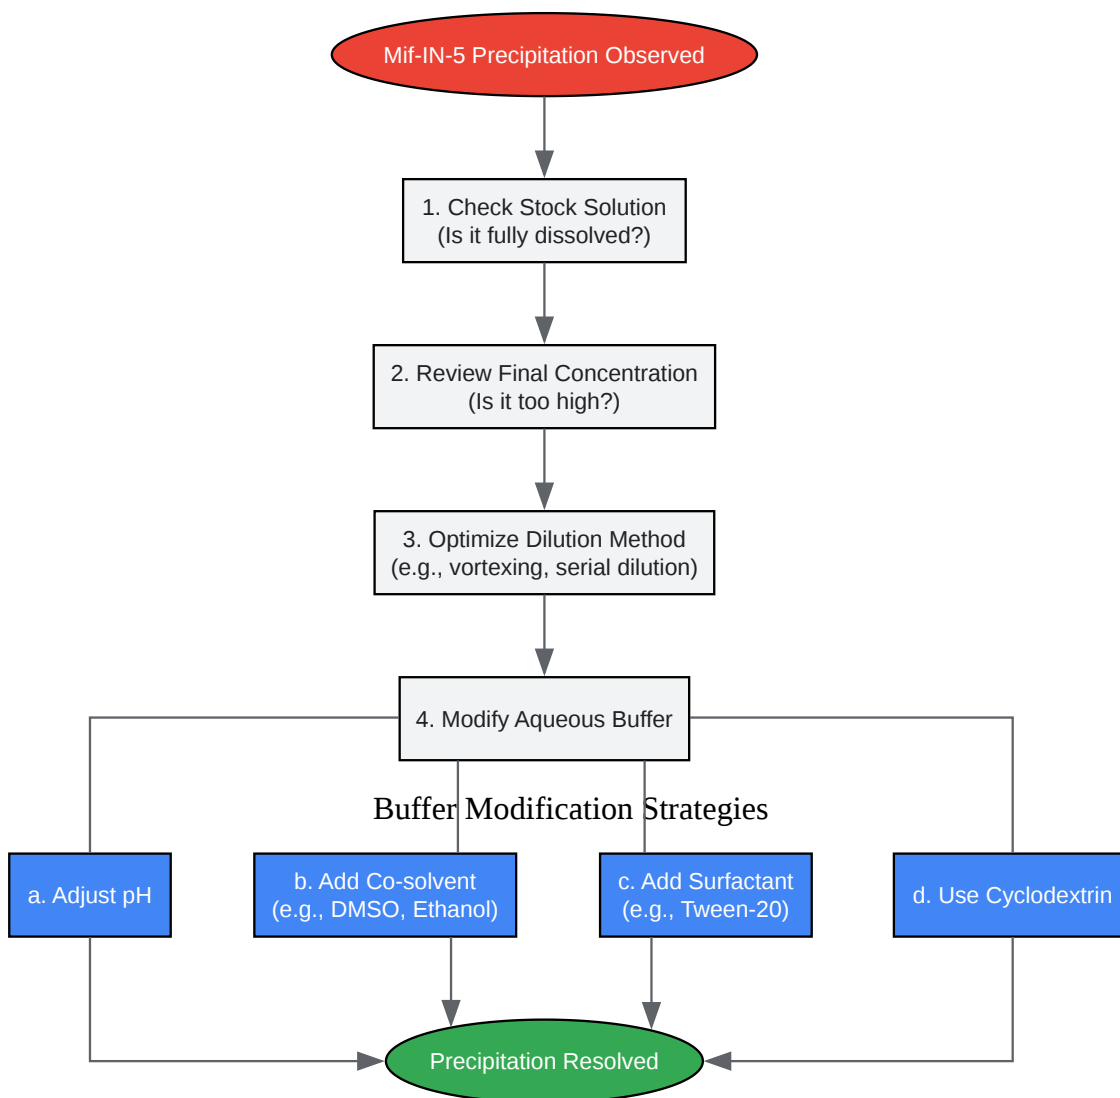 Mif-IN-5 Precipitation Observed
1. Check Stock Solution
(Is it fully dissolved?)
2. Review Final Concentration
(Is it too high?)
3. Optimize Dilution Method
(e.g., vortexing, serial dilution)
4. Modify Aqueous Buffer
Buffer Modification Strategies
a. Adjust pH
b. Add Co-solvent
(e.g., DMSO, Ethanol)
c. Add Surfactant
(e.g., Tween-20)
d. Use Cyclodextrin
Precipitation Resolved